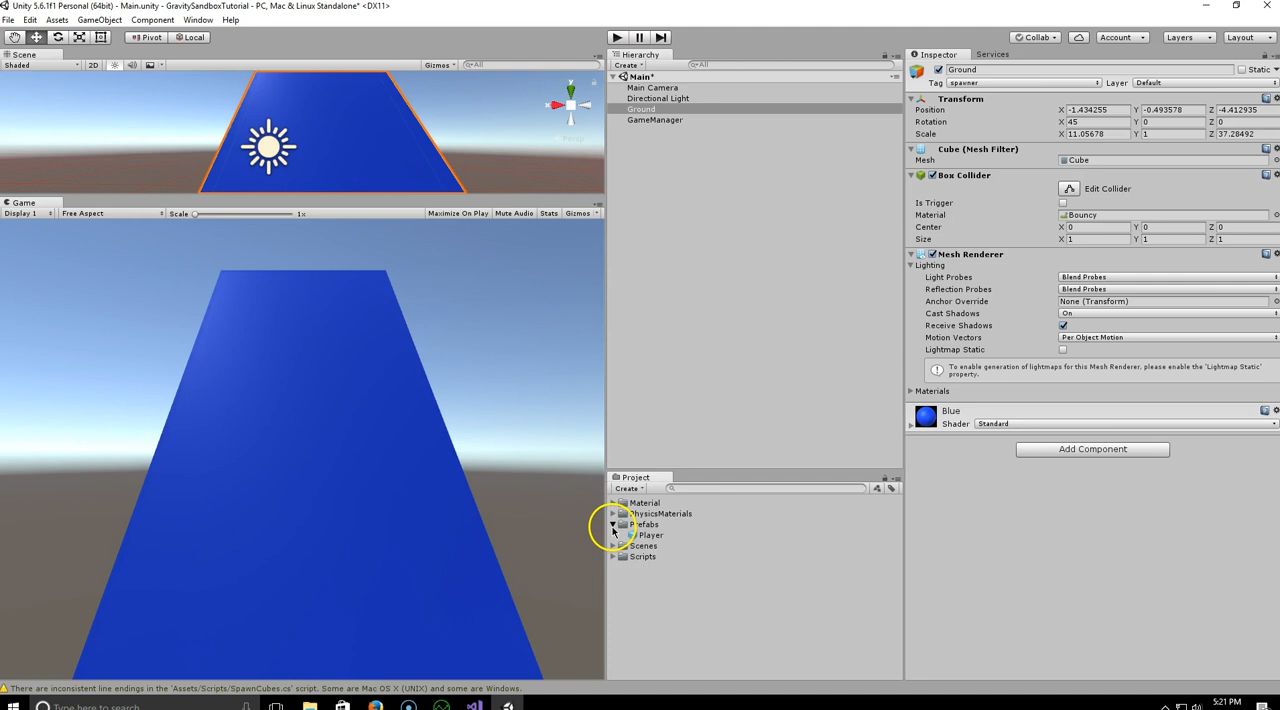 Unity 5.6.1f1 Personal (64bit) - Main.unity - GravitySandboxTutorial - PC, Mac & Linux Standalone* <DX11>
File Edit Assets GameObject Component Window Help
Pivot Local Collab Account Layers Layout
Scene
Shaded 2D Gizmos All
y
x
z
Persp
Game
Display 1 Free Aspect Scale 1x Maximize On Play Mute Audio Stats Gizmos
Hierarchy
Create All
Main*
Main Camera
Directional Light
Ground
GameManager
Project
Create
Material
PhysicsMaterials
Prefabs
Player
Scenes
Scripts
Inspector Services
Ground Static
Tag spawner Layer Default
Transform
Position X -1.434255 Y -0.493578 Z -4.412935
Rotation X 45 Y 0 Z 0
Scale X 11.05678 Y 1 Z 37.28492
Cube (Mesh Filter)
Mesh Cube
Box Collider
Edit Collider
Is Trigger
Material Bouncy
Center X 0 Y 0 Z 0
Size X 1 Y 1 Z 1
Mesh Renderer
Lighting
Light Probes Blend Probes
Reflection Probes Blend Probes
Anchor Override None (Transform)
Cast Shadows On
Receive Shadows
Motion Vectors Per Object Motion
Lightmap Static
To enable generation of lightmaps for this Mesh Renderer, please enable the 'Lightmap Static'
property.
Materials
Blue
Shader Standard
Add Component
There are inconsistent line endings in the 'Assets/Scripts/SpawnCubes.cs' script. Some are Mac OS X (UNIX) and some are Windows.
Type here to search
5:21 PM